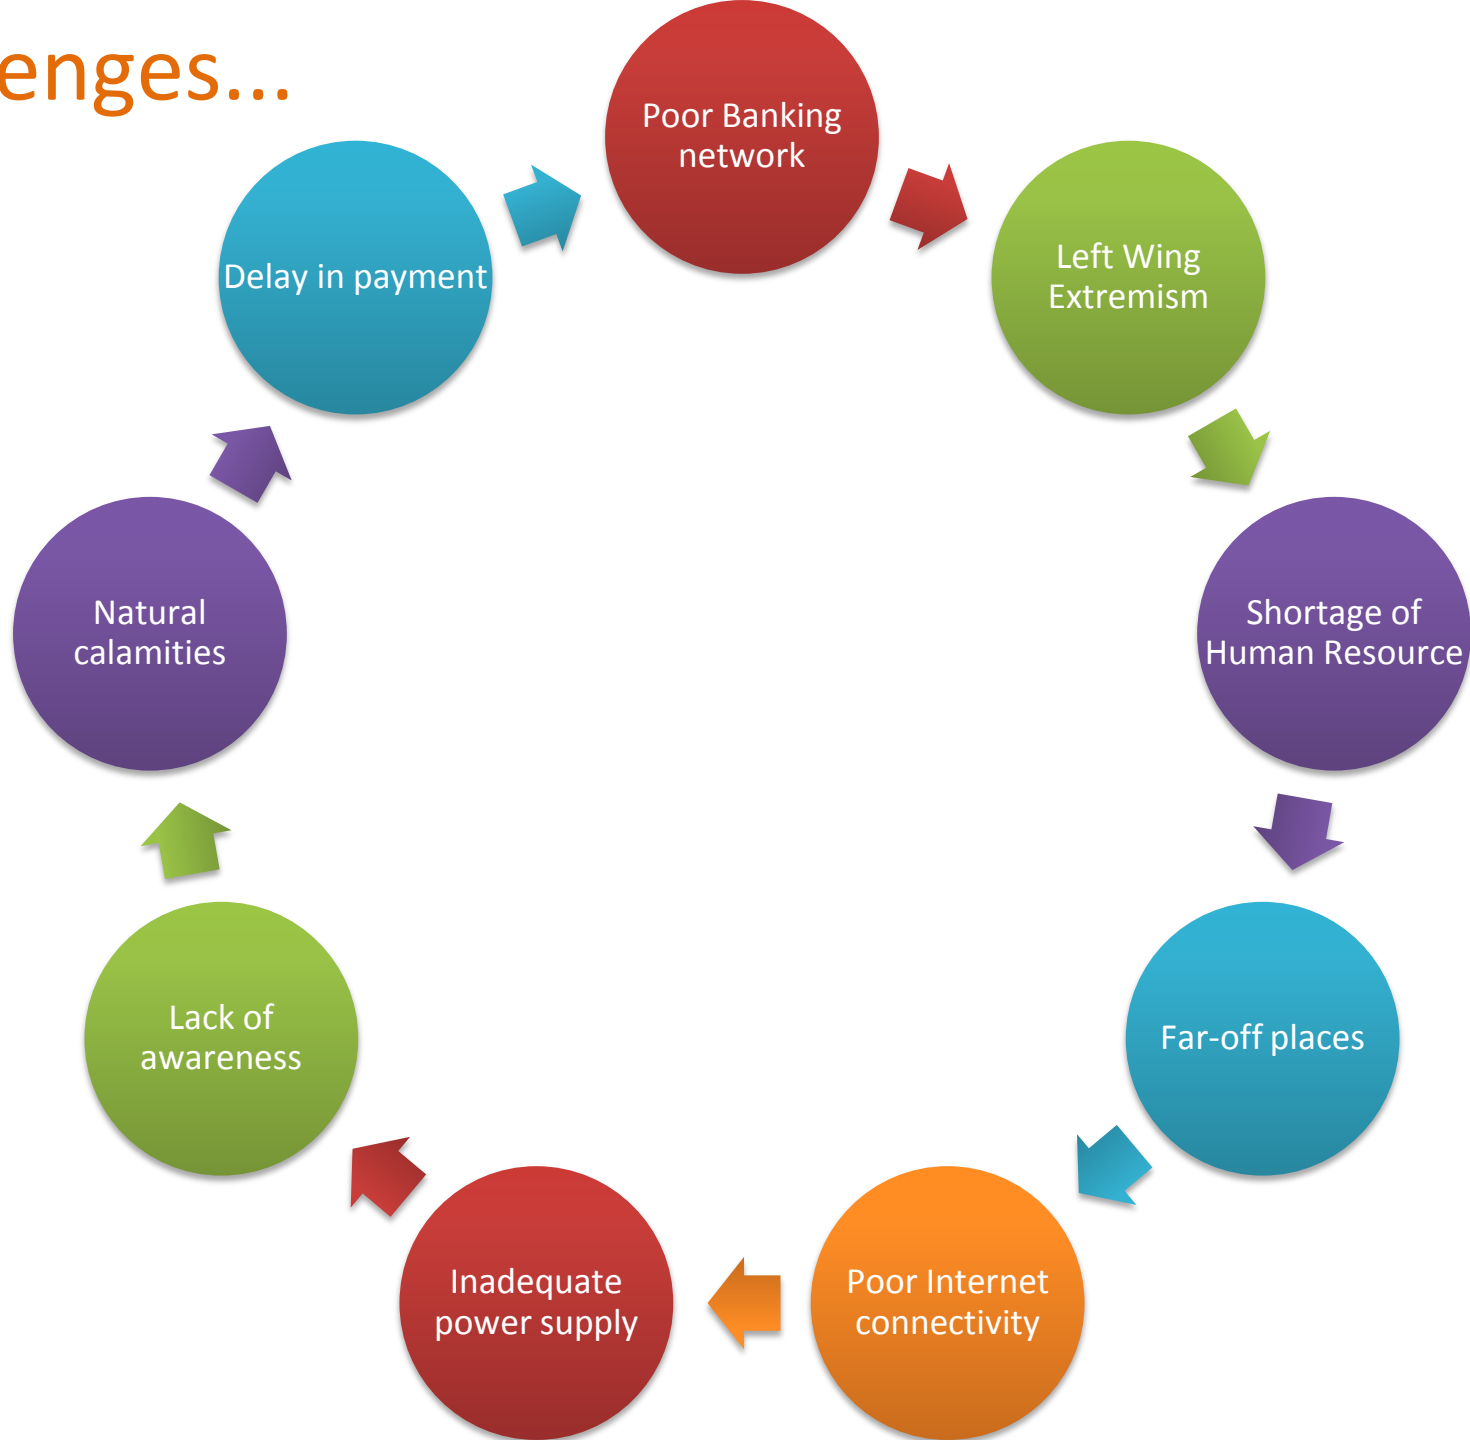 enges...
Poor Banking
network
Left Wing
Extremism
Shortage of
Human Resource
Far-off places
Poor Internet
connectivity
Inadequate
power supply
Lack of
awareness
Natural
calamities
Delay in payment